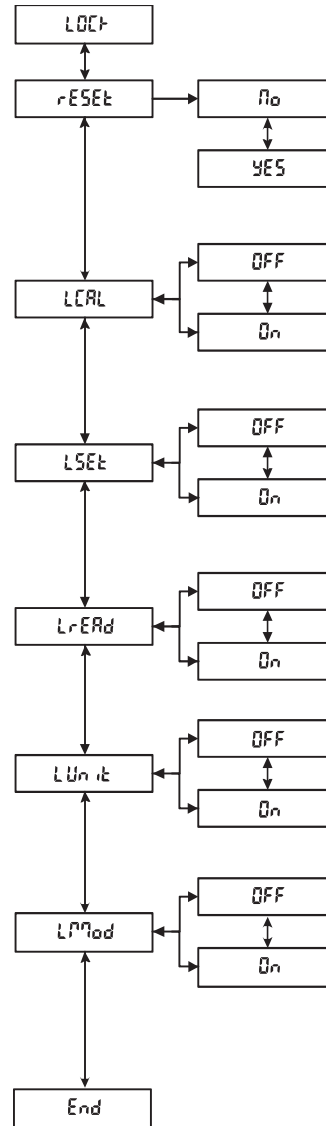 LOCk
rESEt
No
YES
LCAL
OFF
On
LSEt
OFF
On
LrEAd
OFF
On
LUnit
OFF
On
LMod
OFF
On
End